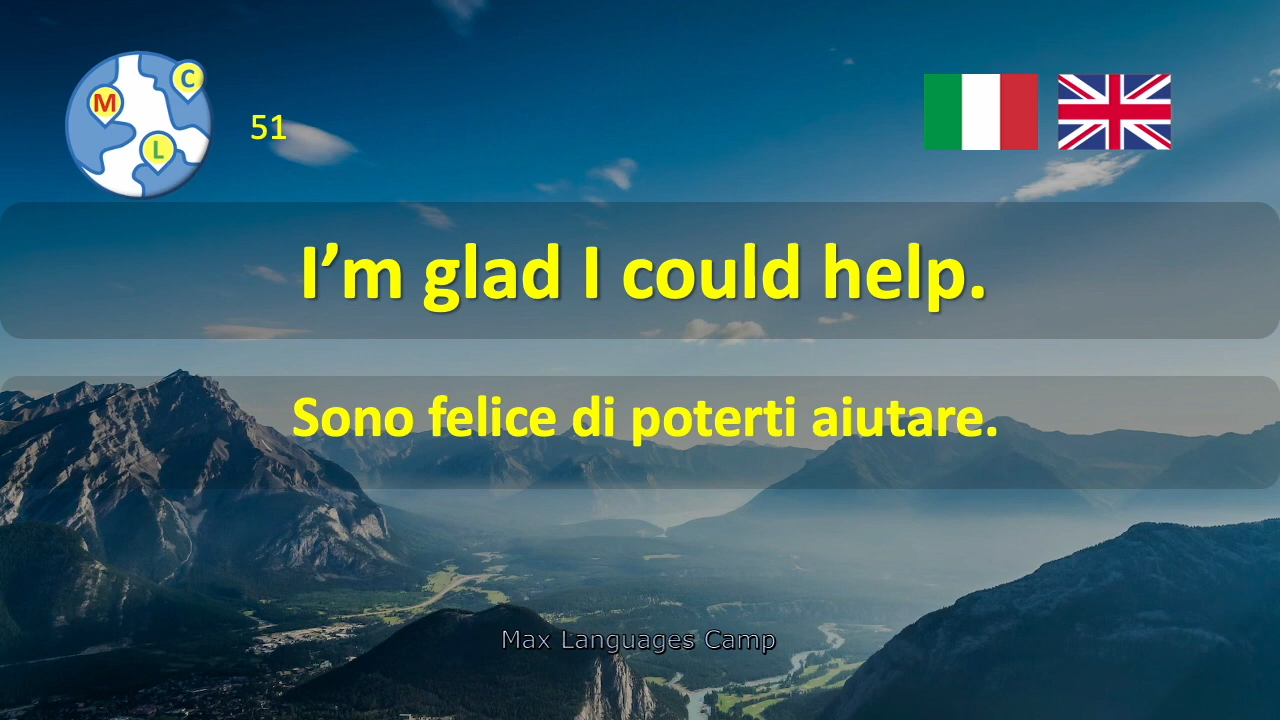 C
M
L
51
I’m glad I could help.
Sono felice di poterti aiutare.
Max Languages Camp